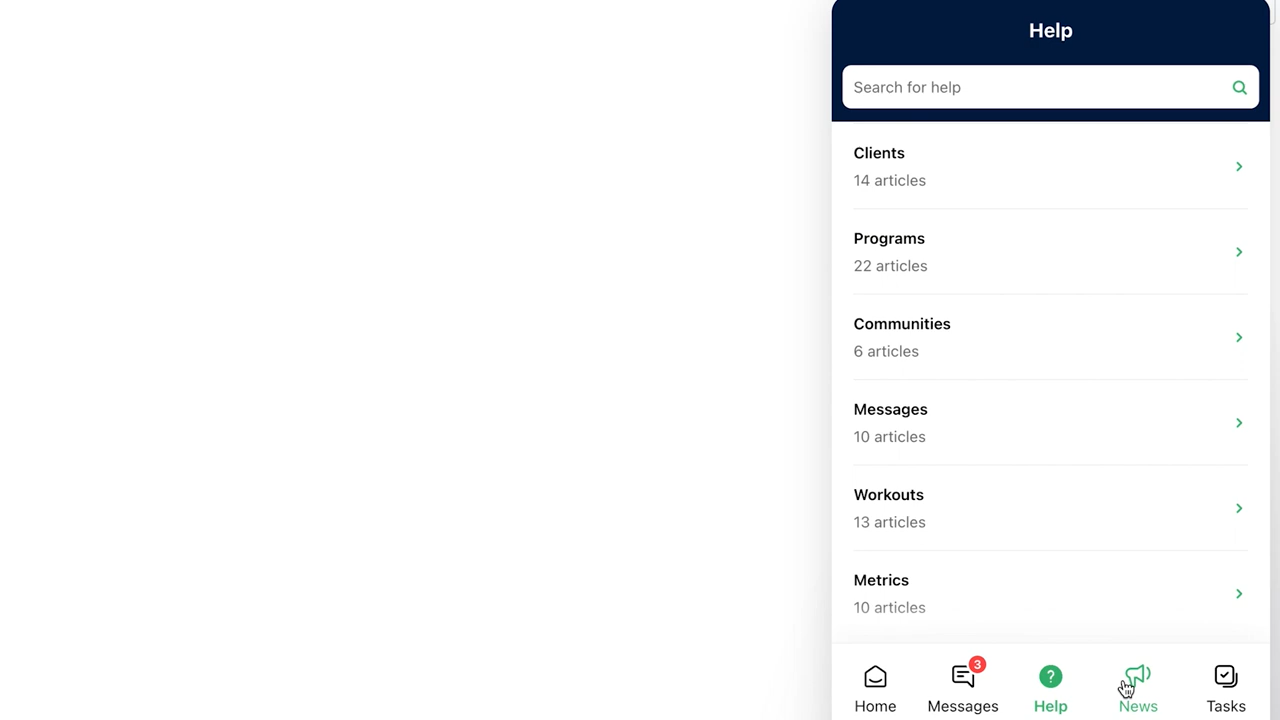 Help
Search for help
Clients
14 articles
Programs
22 articles
Communities
6 articles
Messages
10 articles
Workouts
13 articles
Metrics
10 articles
3
?
Home
Messages
Help
News
Tasks